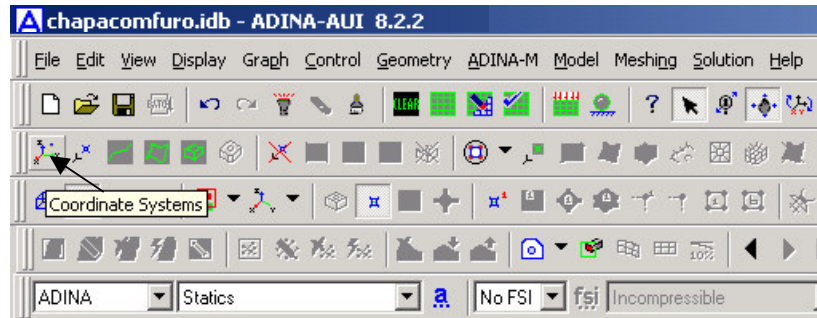 chapacomfuro.idb - ADINA-AUI 8.2.2
File Edit View Display Graph Control Geometry ADINA-M Model Meshing Solution Help
CLEAR
?
Coordinate Systems
10%
ADINA Statics a No FSI fsi Incompressible